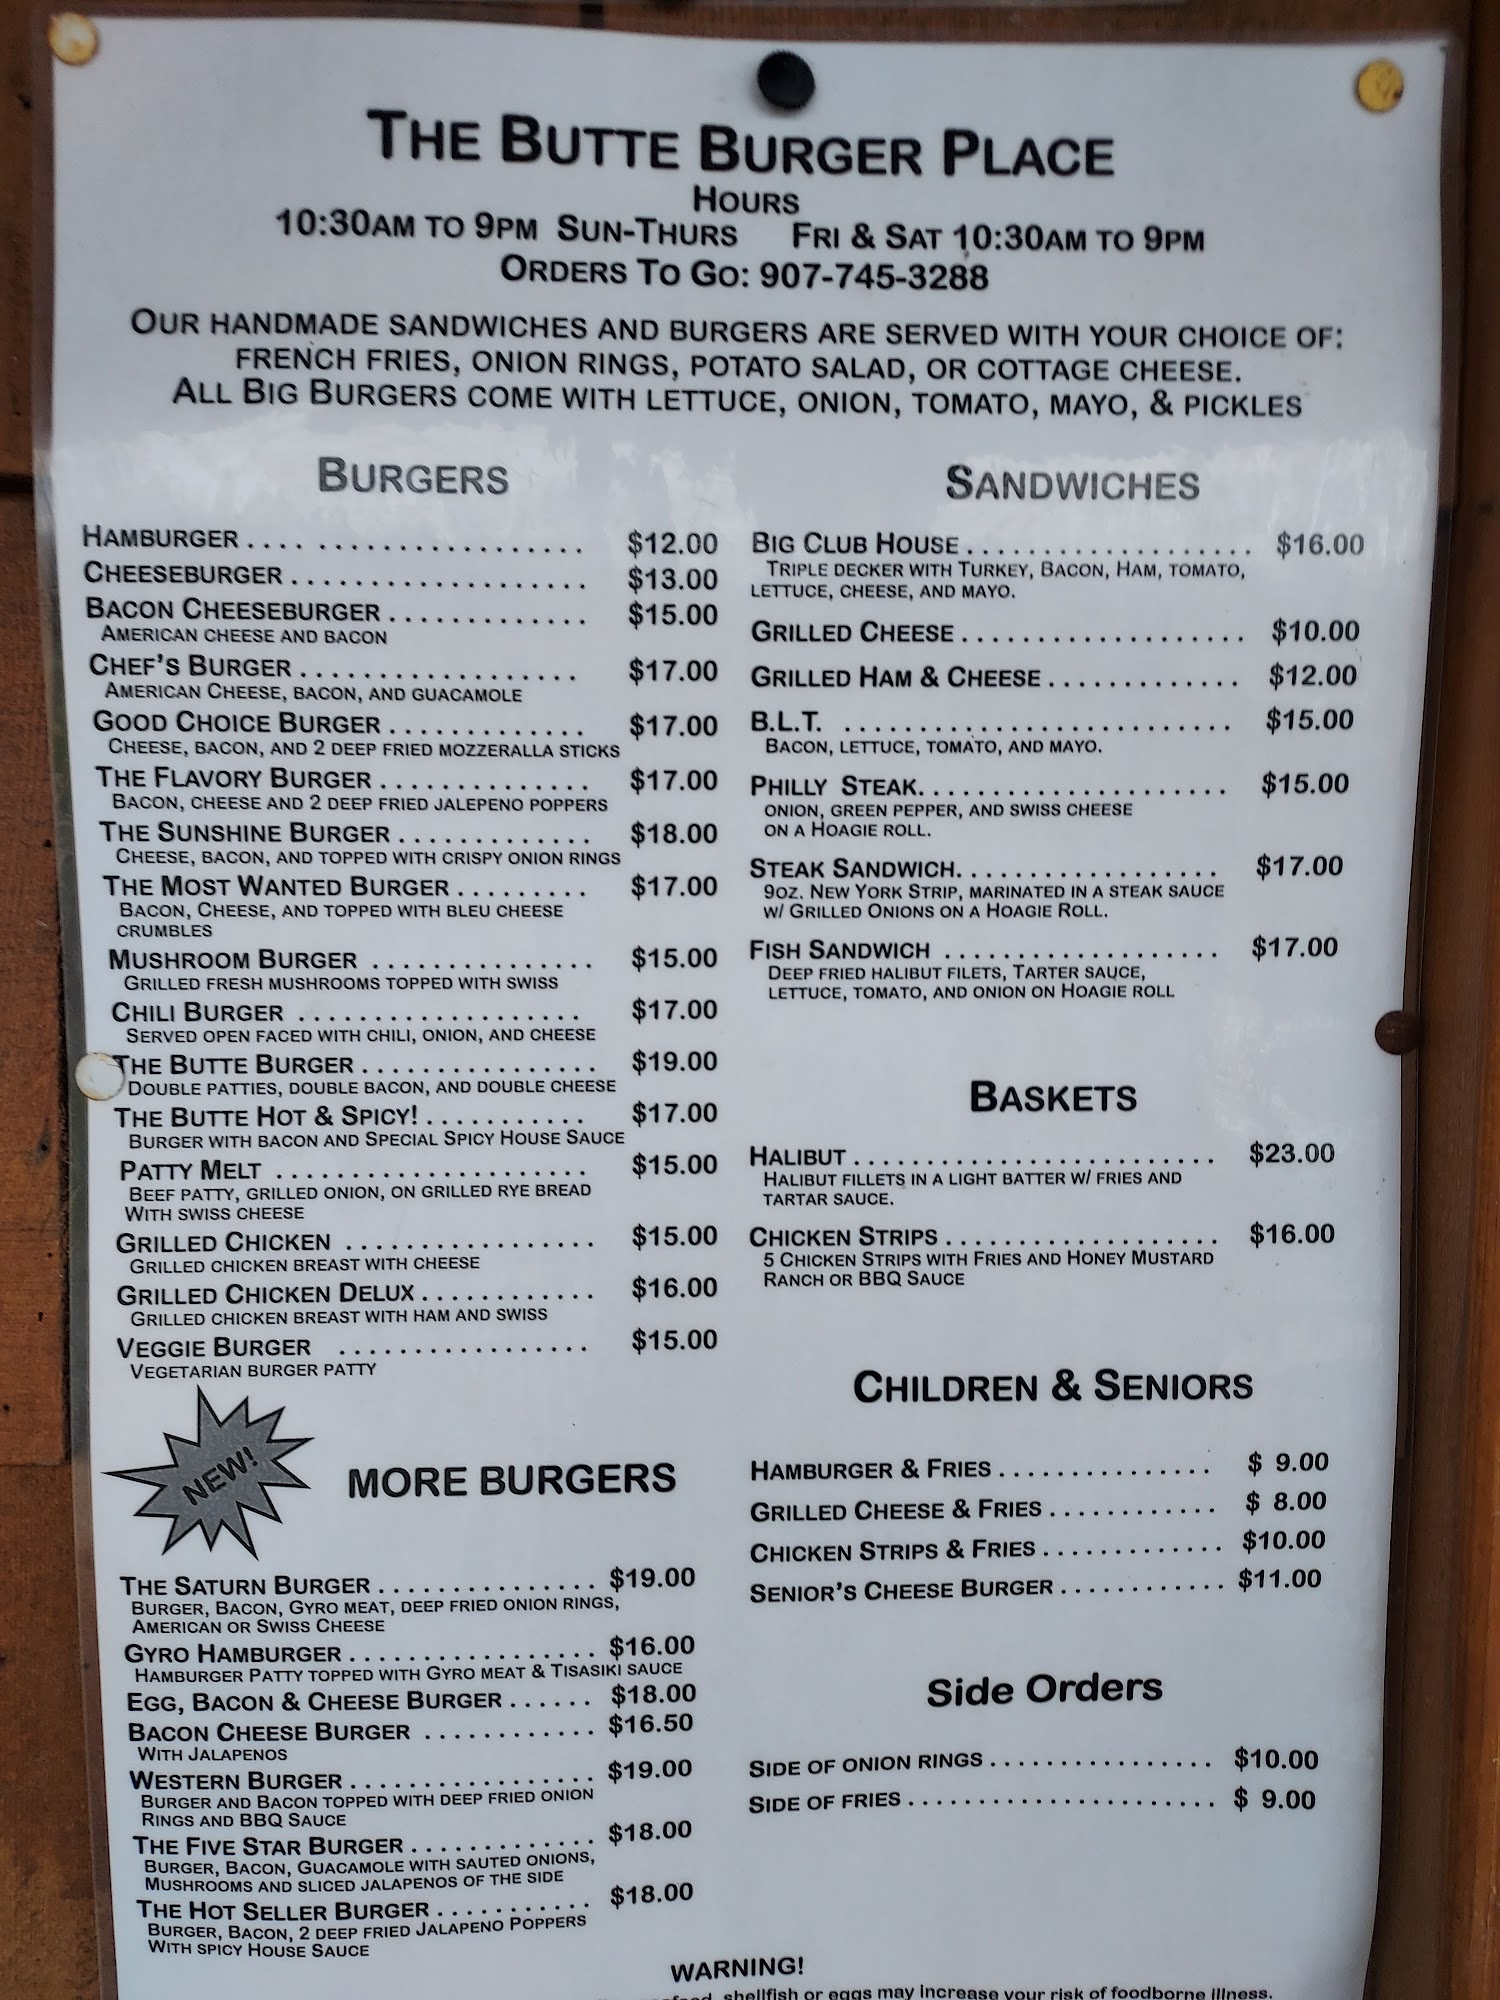 THE BUTTE BURGER PLACE
HOURS
10:30AM TO 9PM SUN-THURS FRI & SAT 10:30AM TO 9PM
ORDERS TO GO: 907-745-3288
OUR HANDMADE SANDWICHES AND BURGERS ARE SERVED WITH YOUR CHOICE OF:
FRENCH FRIES, ONION RINGS, POTATO SALAD, OR COTTAGE CHEESE.
ALL BIG BURGERS COME WITH LETTUCE, ONION, TOMATO, MAYO, & PICKLES
BURGERS
HAMBURGER .... ................... $12.00
CHEESEBURGER .................... $13.00
BACON CHEESEBURGER .............. $15.00
AMERICAN CHEESE AND BACON
CHEF'S BURGER ................... $17.00
AMERICAN CHEESE, BACON, AND GUACAMOLE
GOOD CHOICE BURGER .............. $17.00
CHEESE, BACON, AND 2 DEEP FRIED MOZZERALLA STICKS
THE FLAVORY BURGER .............. $17.00
BACON, CHEESE AND 2 DEEP FRIED JALEPENO POPPERS
THE SUNSHINE BURGER ............. $18.00
CHEESE, BACON, AND TOPPED WITH CRISPY ONION RINGS
THE MOST WANTED BURGER ......... $17.00
BACON, CHEESE, AND TOPPED WITH BLEU CHEESE
CRUMBLES
MUSHROOM BURGER ............... $15.00
GRILLED FRESH MUSHROOMS TOPPED WITH SWISS
CHILI BURGER ................... $17.00
SERVED OPEN FACED WITH CHILI, ONION, AND CHEESE
THE BUTTE BURGER ................ $19.00
DOUBLE PATTIES, DOUBLE BACON, AND DOUBLE CHEESE
THE BUTTE HOT & SPICY! ........... $17.00
BURGER WITH BACON AND SPECIAL SPICY HOUSE SAUCE
PATTY MELT ..................... $15.00
BEEF PATTY, GRILLED ONION, ON GRILLED RYE BREAD
WITH SWISS CHEESE
GRILLED CHICKEN ................. $15.00
GRILLED CHICKEN BREAST WITH CHEESE
GRILLED CHICKEN DELUX ............ $16.00
GRILLED CHICKEN BREAST WITH HAM AND SWISS
VEGGIE BURGER ................. $15.00
VEGETARIAN BURGER PATTY
NEW!
MORE BURGERS
THE SATURN BURGER ............... $19.00
BURGER, BACON, GYRO MEAT, DEEP FRIED ONION RINGS,
AMERICAN OR SWISS CHEESE
GYRO HAMBURGER ................. $16.00
HAMBURGER PATTY TOPPED WITH GYRO MEAT & TISASIKI SAUCE
EGG, BACON & CHEESE BURGER ...... $18.00
BACON CHEESE BURGER ............ $16.50
WITH JALAPENOS
WESTERN BURGER ................. $19.00
BURGER AND BACON TOPPED WITH DEEP FRIED ONION
RINGS AND BBQ SAUCE
THE FIVE STAR BURGER ............. $18.00
BURGER, BACON, GUACAMOLE WITH SAUTED ONIONS,
MUSHROOMS AND SLICED JALAPENOS OF THE SIDE
THE HOT SELLER BURGER ........... $18.00
BURGER, BACON, 2 DEEP FRIED JALAPENO POPPERS
WITH SPICY HOUSE SAUCE
SANDWICHES
BIG CLUB HOUSE ................... $16.00
TRIPLE DECKER WITH TURKEY, BACON, HAM, TOMATO,
LETTUCE, CHEESE, AND MAYO.
GRILLED CHEESE ................... $10.00
GRILLED HAM & CHEESE ............. $12.00
B.L.T. .......................... $15.00
BACON, LETTUCE, TOMATO, AND MAYO.
PHILLY STEAK ..................... $15.00
ONION, GREEN PEPPER, AND SWISS CHEESE
ON A HOAGIE ROLL.
STEAK SANDWICH .................. $17.00
9OZ. NEW YORK STRIP, MARINATED IN A STEAK SAUCE
W/ GRILLED ONIONS ON A HOAGIE ROLL.
FISH SANDWICH .................. $17.00
DEEP FRIED HALIBUT FILETS, TARTER SAUCE,
LETTUCE, TOMATO, AND ONION ON HOAGIE ROLL
BASKETS
HALIBUT ......................... $23.00
HALIBUT FILLETS IN A LIGHT BATTER W/ FRIES AND
TARTAR SAUCE.
CHICKEN STRIPS ................... $16.00
5 CHICKEN STRIPS WITH FRIES AND HONEY MUSTARD
RANCH OR BBQ SAUCE
CHILDREN & SENIORS
HAMBURGER & FRIES ............... $ 9.00
GRILLED CHEESE & FRIES ............ $ 8.00
CHICKEN STRIPS & FRIES ............. $10.00
SENIOR'S CHEESE BURGER ............ $11.00
Side Orders
SIDE OF ONION RINGS ................ $10.00
SIDE OF FRIES ...................... $ 9.00
WARNING!
shellfish or eggs may increase your risk of foodborne illness.